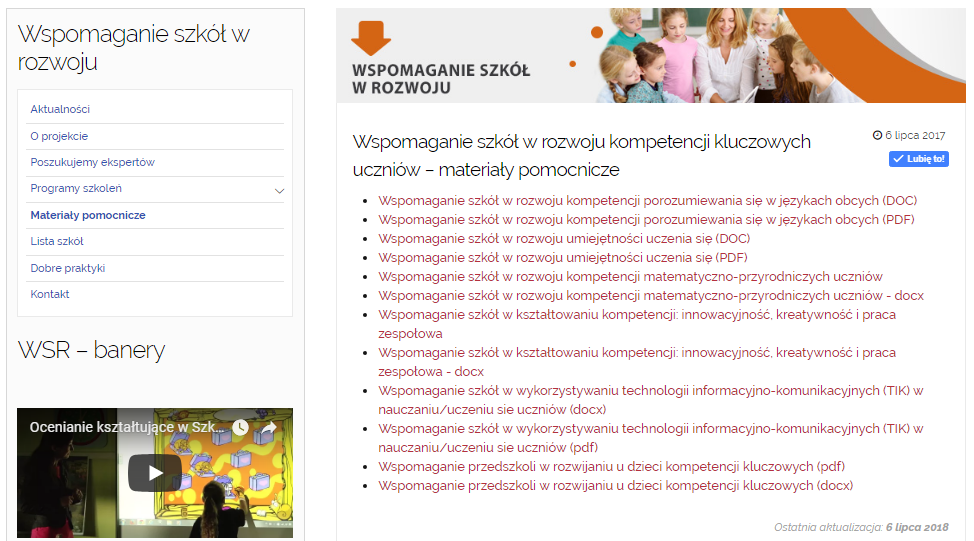 Wspomaganie szkół w
rozwoju
Aktualności
O projekcie
Poszukujemy ekspertów
Programy szkoleń
Materiały pomocnicze
Lista szkół
Dobre praktyki
Kontakt
WSR – banery
Ocenianie kształtujące w Szk...
WSPOMAGANIE SZKÓŁ
W ROZWOJU
Wspomaganie szkół w rozwoju kompetencji kluczowych
uczniów – materiały pomocnicze
6 lipca 2017
Lubię to!
Wspomaganie szkół w rozwoju kompetencji porozumiewania się w językach obcych (DOC)
Wspomaganie szkół w rozwoju kompetencji porozumiewania się w językach obcych (PDF)
Wspomaganie szkół w rozwoju umiejętności uczenia się (DOC)
Wspomaganie szkół w rozwoju umiejętności uczenia się (PDF)
Wspomaganie szkół w rozwoju kompetencji matematyczno-przyrodniczych uczniów
Wspomaganie szkół w rozwoju kompetencji matematyczno-przyrodniczych uczniów - docx
Wspomaganie szkół w kształtowaniu kompetencji: innowacyjność, kreatywność i praca
zespołowa
Wspomaganie szkół w kształtowaniu kompetencji: innowacyjność, kreatywność i praca
zespołowa - docx
Wspomaganie szkół w wykorzystywaniu technologii informacyjno-komunikacyjnych (TIK) w
nauczaniu/uczeniu sie uczniów (docx)
Wspomaganie szkół w wykorzystywaniu technologii informacyjno-komunikacyjnych (TIK) w
nauczaniu/uczeniu sie uczniów (pdf)
Wspomaganie przedszkoli w rozwijaniu u dzieci kompetencji kluczowych (pdf)
Wspomaganie przedszkoli w rozwijaniu u dzieci kompetencji kluczowych (docx)
Ostatnia aktualizacja: 6 lipca 2018